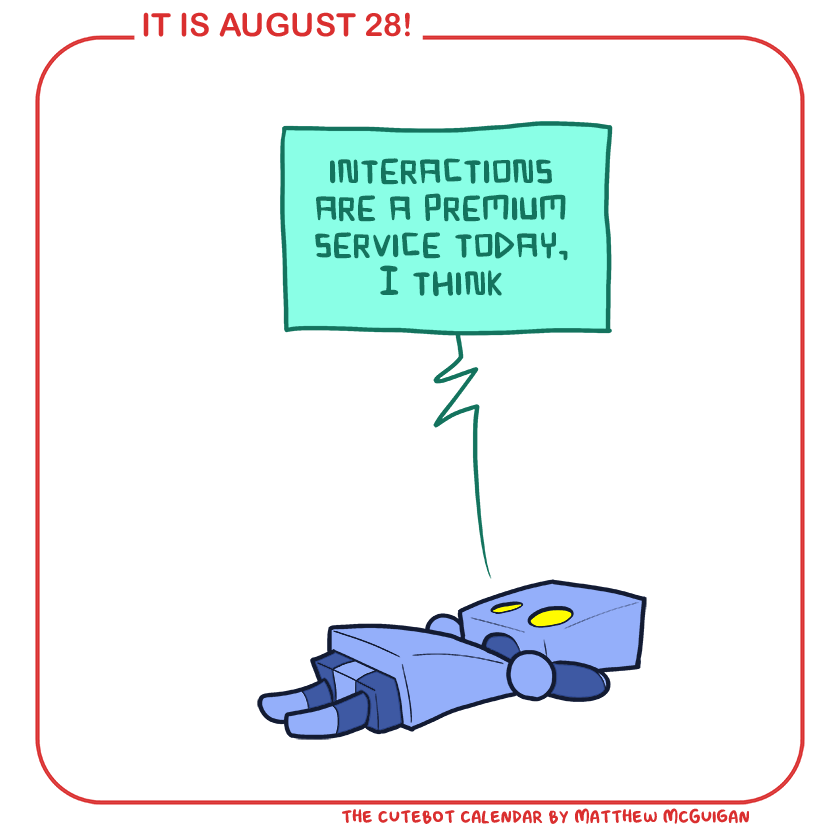 IT IS AUGUST 28!
INTERACTIONS
ARE A PREMIUM
SERVICE TODAY,
I THINK
THE CUTEBOT CALENDAR BY MATTHEW MCGUIGAN